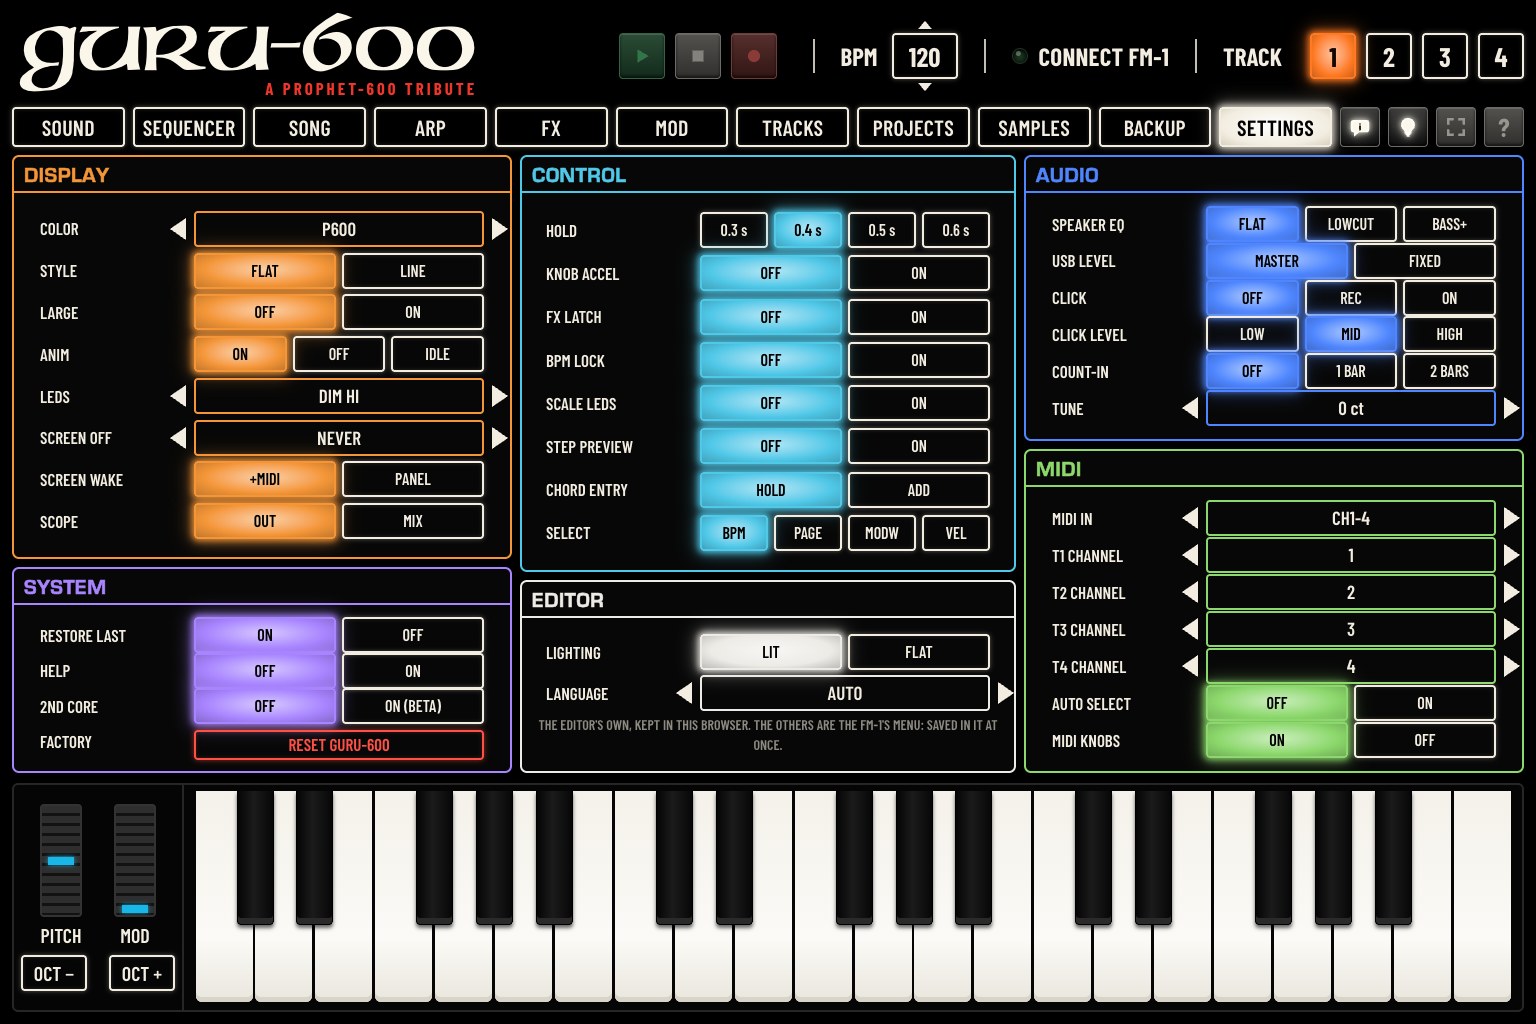 guru-600
A PROPHET-600 TRIBUTE
BPM 120 CONNECT FM-1 TRACK 1 2 3 4
SOUND SEQUENCER SONG ARP FX MOD TRACKS PROJECTS SAMPLES BACKUP SETTINGS ?
DISPLAY
COLOR P600
STYLE FLAT LINE
LARGE OFF ON
ANIM ON OFF IDLE
LEDS DIM HI
SCREEN OFF NEVER
SCREEN WAKE +MIDI PANEL
SCOPE OUT MIX
SYSTEM
RESTORE LAST ON OFF
HELP OFF ON
2ND CORE OFF ON (BETA)
FACTORY RESET GURU-600
CONTROL
HOLD 0.3 s 0.4 s 0.5 s 0.6 s
KNOB ACCEL OFF ON
FX LATCH OFF ON
BPM LOCK OFF ON
SCALE LEDS OFF ON
STEP PREVIEW OFF ON
CHORD ENTRY HOLD ADD
SELECT BPM PAGE MODW VEL
EDITOR
LIGHTING LIT FLAT
LANGUAGE AUTO
THE EDITOR'S OWN, KEPT IN THIS BROWSER. THE OTHERS ARE THE FM-1'S MENU: SAVED IN IT AT
ONCE.
AUDIO
SPEAKER EQ FLAT LOWCUT BASS+
USB LEVEL MASTER FIXED
CLICK OFF REC ON
CLICK LEVEL LOW MID HIGH
COUNT-IN OFF 1 BAR 2 BARS
TUNE 0 ct
MIDI
MIDI IN CH1-4
T1 CHANNEL 1
T2 CHANNEL 2
T3 CHANNEL 3
T4 CHANNEL 4
AUTO SELECT OFF ON
MIDI KNOBS ON OFF
PITCH MOD
OCT − OCT +